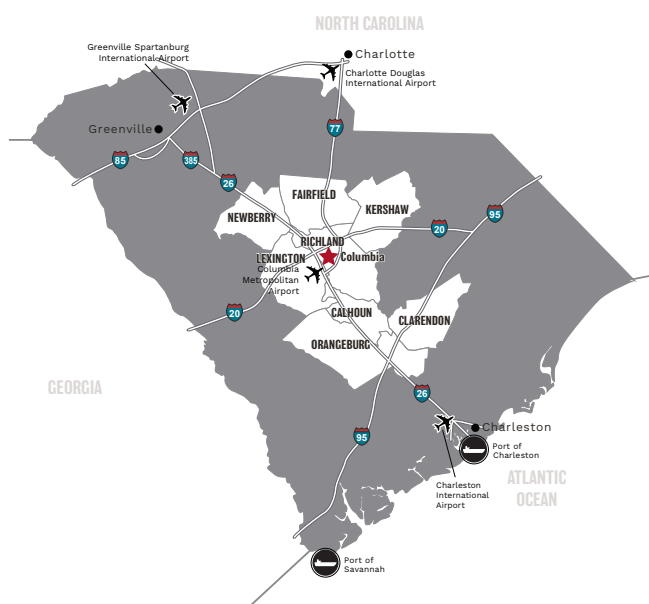 NORTH CAROLINA
Greenville Spartanburg
International Airport
Charlotte
Charlotte Douglas
International Airport
Greenville
77
85
385
26
FAIRFIELD
KERSHAW
NEWBERRY
95
20
RICHLAND
LEXINGTON
Columbia
Columbia
Metropolitan
Airport
20
CALHOUN
CLARENDON
ORANGEBURG
GEORGIA
26
95
Charleston
Port of
Charleston
ATLANTIC
OCEAN
Charleston
International
Airport
Port of
Savannah